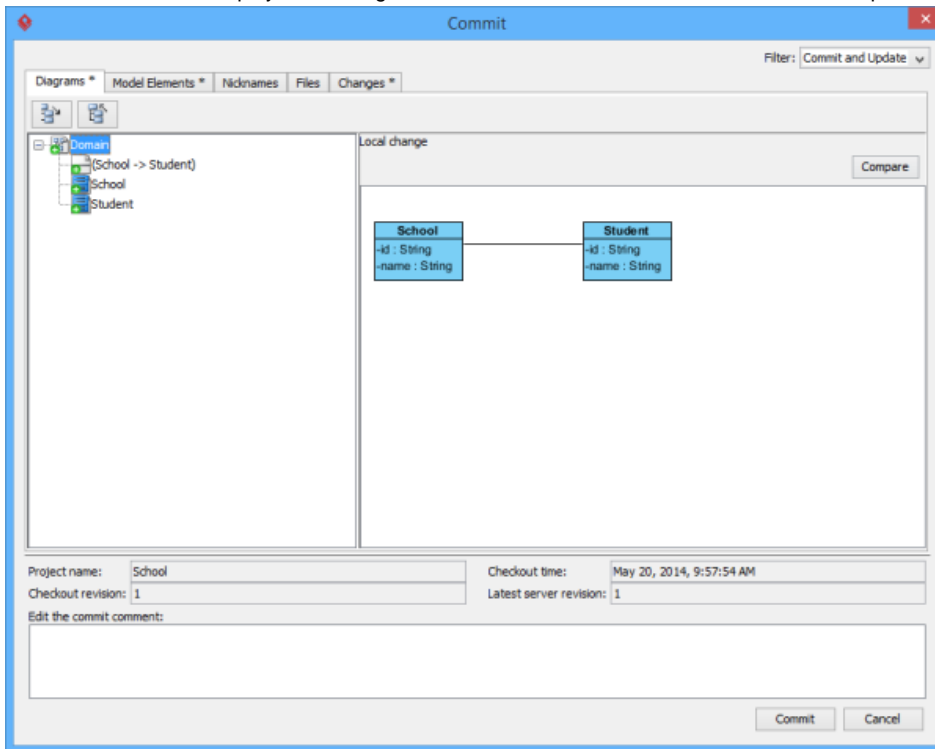 Commit
Filter: Commit and Update
Diagrams * Model Elements * Nicknames Files Changes *
Domain
(School -> Student)
School
Student
Local change
Compare
School
-id : String
-name : String
Student
-id : String
-name : String
Project name: School
Checkout time: May 20, 2014, 9:57:54 AM
Checkout revision: 1
Latest server revision: 1
Edit the commit comment:
Commit Cancel